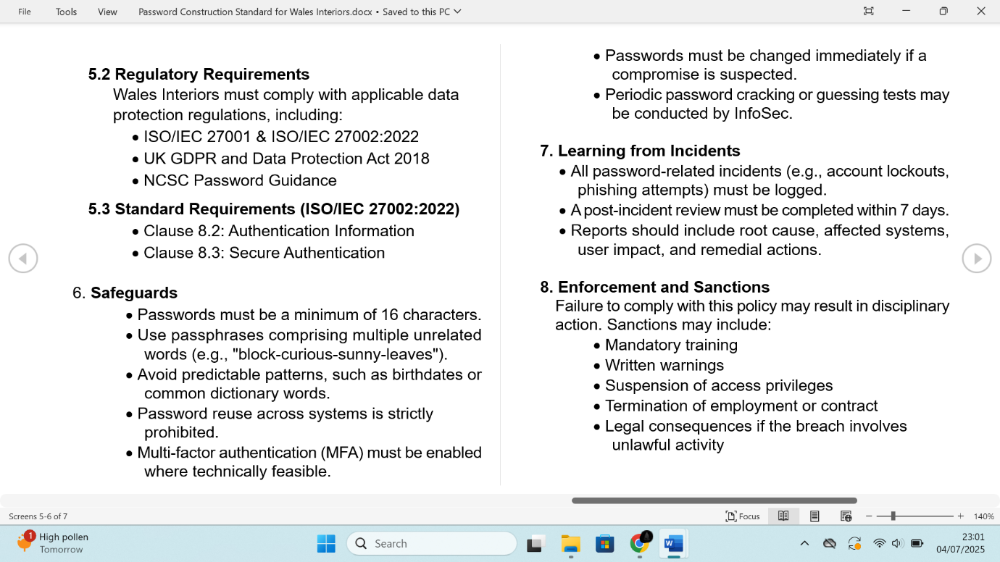 File Tools View Password Construction Standard for Wales Interiors.docx • Saved to this PC
5.2 Regulatory Requirements
Wales Interiors must comply with applicable data
protection regulations, including:
• ISO/IEC 27001 & ISO/IEC 27002:2022
• UK GDPR and Data Protection Act 2018
• NCSC Password Guidance
5.3 Standard Requirements (ISO/IEC 27002:2022)
• Clause 8.2: Authentication Information
• Clause 8.3: Secure Authentication
6. Safeguards
• Passwords must be a minimum of 16 characters.
• Use passphrases comprising multiple unrelated
words (e.g., "block-curious-sunny-leaves").
• Avoid predictable patterns, such as birthdates or
common dictionary words.
• Password reuse across systems is strictly
prohibited.
• Multi-factor authentication (MFA) must be enabled
where technically feasible.
• Passwords must be changed immediately if a
compromise is suspected.
• Periodic password cracking or guessing tests may
be conducted by InfoSec.
7. Learning from Incidents
• All password-related incidents (e.g., account lockouts,
phishing attempts) must be logged.
• A post-incident review must be completed within 7 days.
• Reports should include root cause, affected systems,
user impact, and remedial actions.
8. Enforcement and Sanctions
Failure to comply with this policy may result in disciplinary
action. Sanctions may include:
• Mandatory training
• Written warnings
• Suspension of access privileges
• Termination of employment or contract
• Legal consequences if the breach involves
unlawful activity
Screens 5-6 of 7 Focus 140%
1 High pollen
Tomorrow
Search
23:01
04/07/2025